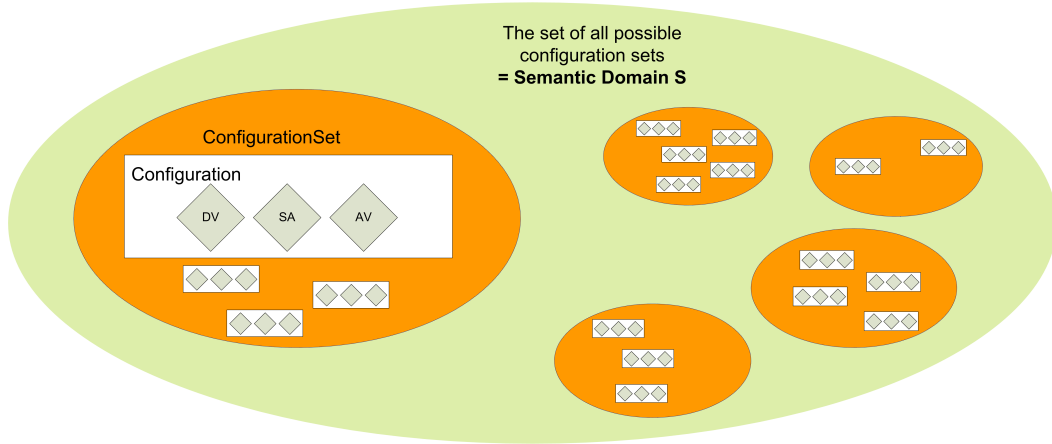 The set of all possible
configuration sets
= Semantic Domain S
ConfigurationSet
Configuration
DV
SA
AV